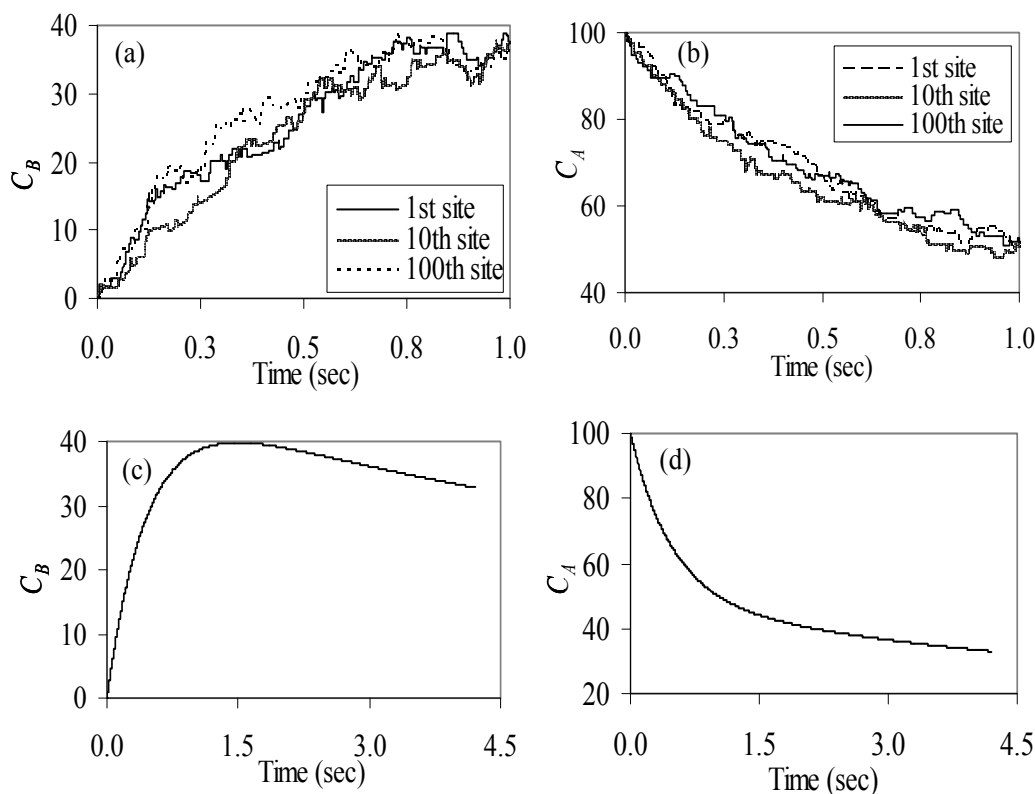 (a)
C_B
40
30
20
10
0
0.0 0.3 0.5 0.8 1.0
Time (sec)
1st site
10th site
100th site
(b)
C_A
100
80
60
40
0.0 0.3 0.5 0.8 1.0
Time (sec)
1st site
10th site
100th site
(c)
C_B
40
30
20
10
0
0.0 1.5 3.0 4.5
Time (sec)
(d)
C_A
100
80
60
40
20
0.0 1.5 3.0 4.5
Time (sec)